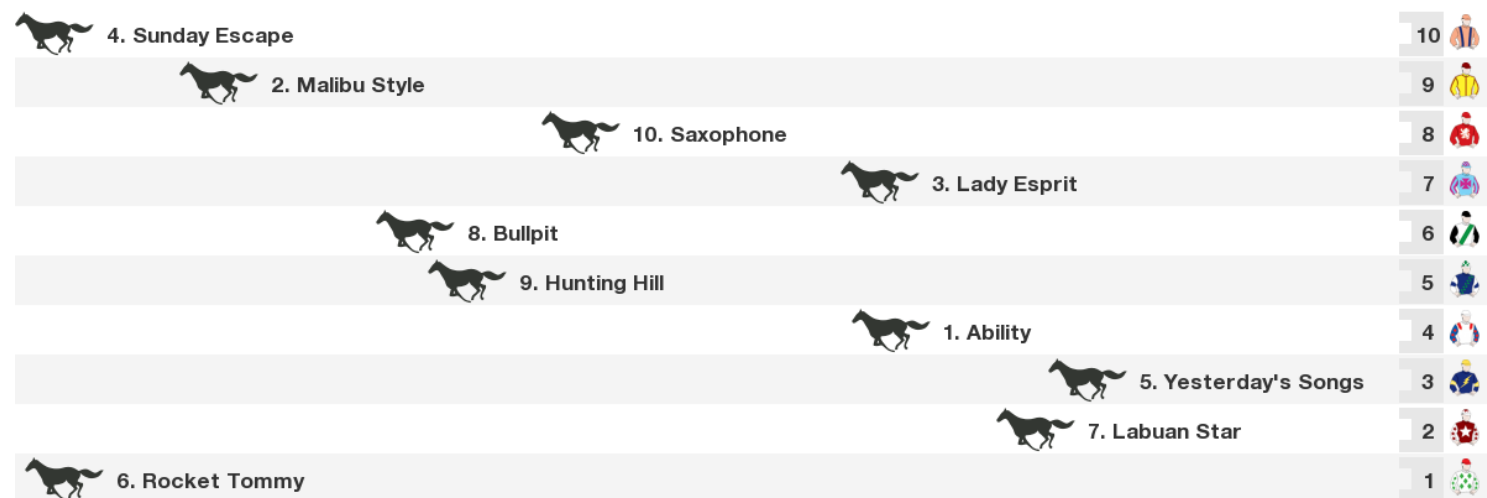 4. Sunday Escape 10
2. Malibu Style 9
10. Saxophone 8
3. Lady Esprit 7
8. Bullpit 6
9. Hunting Hill 5
1. Ability 4
5. Yesterday's Songs 3
7. Labuan Star 2
6. Rocket Tommy 1